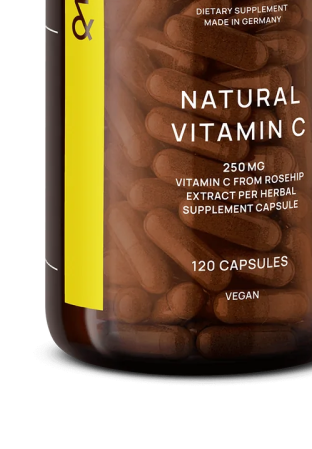 DIETARY SUPPLEMENT
MADE IN GERMANY
NATURAL
VITAMIN C
250 MG
VITAMIN C FROM ROSEHIP
EXTRACT PER HERBAL
SUPPLEMENT CAPSULE
120 CAPSULES
VEGAN